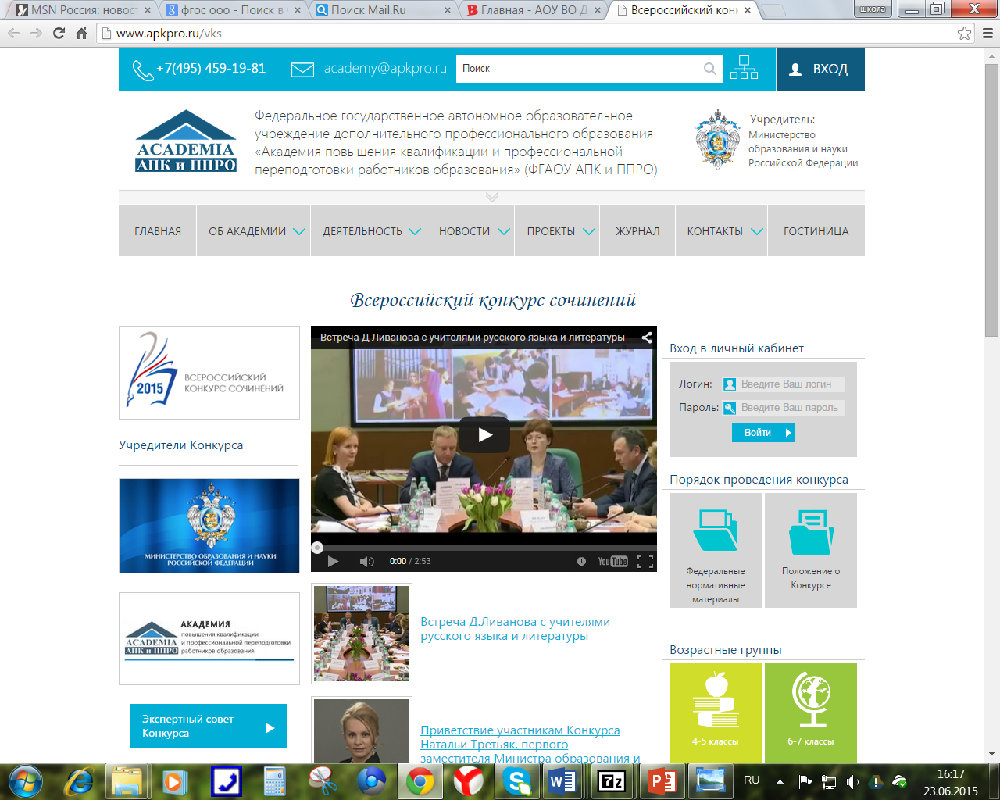 MSN Россия: новост
фгос ооо - Поиск в
Поиск Mail.Ru
Главная - АОУ ВО Д
Всероссийский кон
школа
www.apkpro.ru/vks
+7(495) 459-19-81
academy@apkpro.ru
Поиск
ВХОД
ACADEMIA
АПК и ППРО
Федеральное государственное автономное образовательное
учреждение дополнительного профессионального образования
«Академия повышения квалификации и профессиональной
переподготовки работников образования» (ФГАОУ АПК и ППРО)
Учредитель:
Министерство
образования и науки
Российской Федерации
ГЛАВНАЯ
ОБ АКАДЕМИИ
ДЕЯТЕЛЬНОСТЬ
НОВОСТИ
ПРОЕКТЫ
ЖУРНАЛ
КОНТАКТЫ
ГОСТИНИЦА
Всероссийский конкурс сочинений
2015
ВСЕРОССИЙСКИЙ
КОНКУРС СОЧИНЕНИЙ
Учредители Конкурса
МИНИСТЕРСТВО ОБРАЗОВАНИЯ И НАУКИ
РОССИЙСКОЙ ФЕДЕРАЦИИ
ACADEMIA
АПК и ППРО
АКАДЕМИЯ
повышения квалификации
и профессиональной переподготовки
работников образования
Экспертный совет
Конкурса
Встреча Д Ливанова с учителями русского языка и литературы
0:00 / 2:53
YouTube
Встреча Д.Ливанова с учителями
русского языка и литературы
Приветствие участникам Конкурса
Натальи Третьяк, первого
заместителя Министра образования и
Вход в личный кабинет
Логин:
Введите Ваш логин
Пароль:
Введите Ваш пароль
Войти
Порядок проведения конкурса
Федеральные
нормативные
материалы
Положение о
Конкурсе
Возрастные группы
4-5 классы
6-7 классы
7z
RU
16:17
23.06.2015